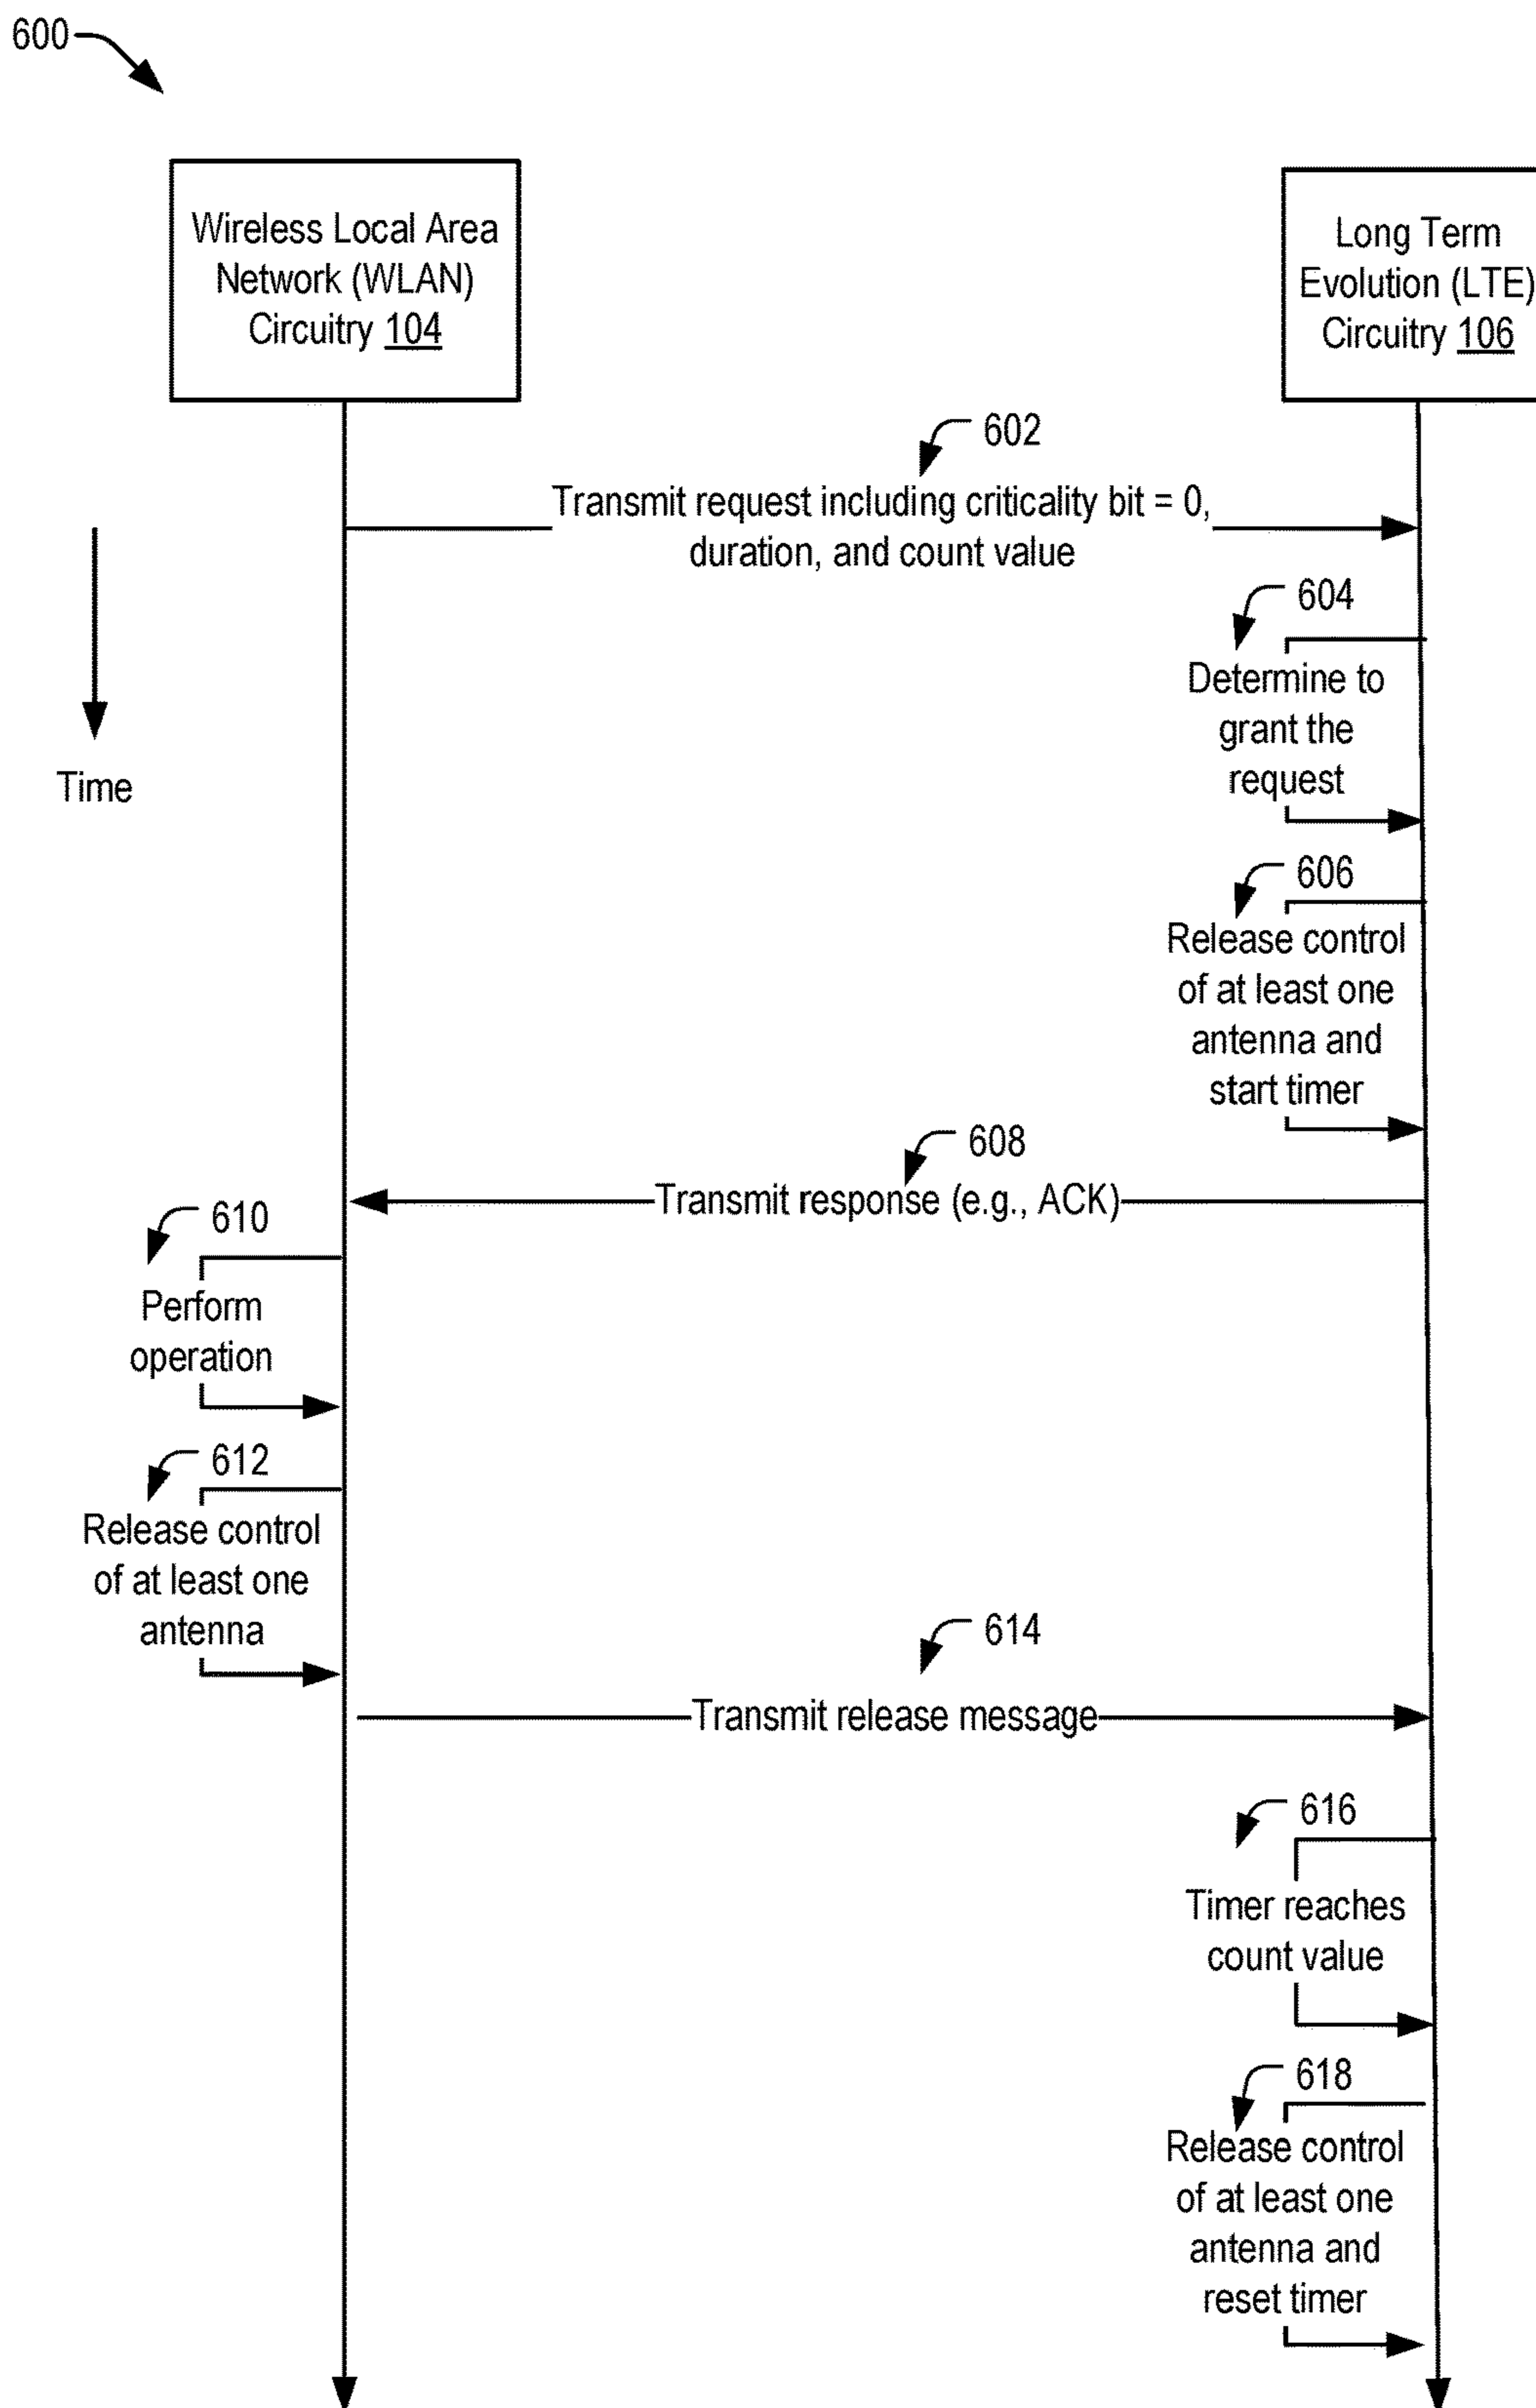 600
Wireless Local Area
Network (WLAN)
Circuitry 104
Long Term
Evolution (LTE)
Circuitry 106
602
Transmit request including criticality bit = 0,
duration, and count value
Time
604
Determine to
grant the
request
606
Release control
of at least one
antenna and
start timer
608
Transmit response (e.g., ACK)
610
Perform
operation
612
Release control
of at least one
antenna
614
Transmit release message
616
Timer reaches
count value
618
Release control
of at least one
antenna and
reset timer